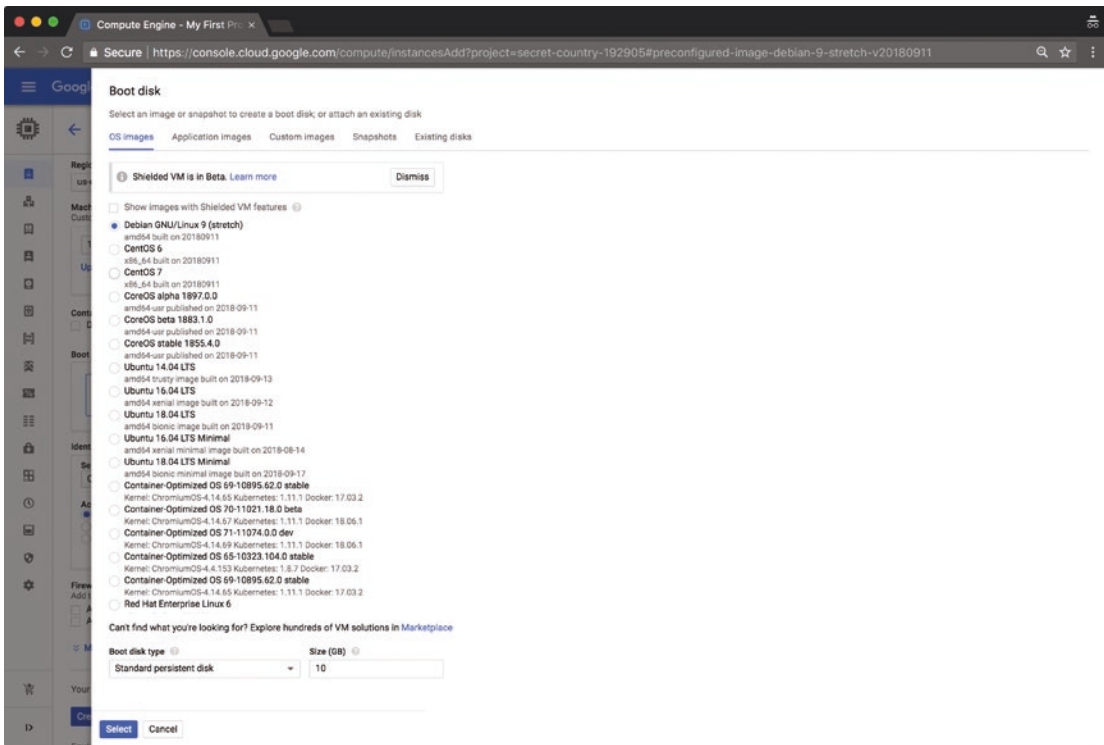 Compute Engine - My First Pro
Secure | https://console.cloud.google.com/compute/instancesAdd?project=secret-country-192905#preconfigured-image-debian-9-stretch-v20180911
Googl
Boot disk
Select an image or snapshot to create a boot disk; or attach an existing disk
OS images Application images Custom images Snapshots Existing disks
Shielded VM is in Beta. Learn more Dismiss
Show images with Shielded VM features
Debian GNU/Linux 9 (stretch)
amd64 built on 20180911
CentOS 6
x86_64 built on 20180911
CentOS 7
x86_64 built on 20180911
CoreOS alpha 1897.0.0
amd64-usr published on 2018-09-11
CoreOS beta 1883.1.0
amd64-usr published on 2018-09-11
CoreOS stable 1855.4.0
amd64-usr published on 2018-09-11
Ubuntu 14.04 LTS
amd64 trusty image built on 2018-09-13
Ubuntu 16.04 LTS
amd64 xenial image built on 2018-09-12
Ubuntu 18.04 LTS
amd64 bionic image built on 2018-09-11
Ubuntu 16.04 LTS Minimal
amd64 xenial minimal image built on 2018-08-14
Ubuntu 18.04 LTS Minimal
amd64 bionic minimal image built on 2018-09-17
Container-Optimized OS 69-10895.62.0 stable
Kernel: ChromiumOS-4.14.65 Kubernetes: 1.11.1 Docker: 17.03.2
Container-Optimized OS 70-11021.18.0 beta
Kernel: ChromiumOS-4.14.67 Kubernetes: 1.11.1 Docker: 18.06.1
Container-Optimized OS 71-11074.0.0 dev
Kernel: ChromiumOS-4.14.69 Kubernetes: 1.11.1 Docker: 18.06.1
Container-Optimized OS 65-10323.104.0 stable
Kernel: ChromiumOS-4.4.153 Kubernetes: 1.8.7 Docker: 17.03.2
Container-Optimized OS 69-10895.62.0 stable
Kernel: ChromiumOS-4.14.65 Kubernetes: 1.11.1 Docker: 17.03.2
Red Hat Enterprise Linux 6
Can't find what you're looking for? Explore hundreds of VM solutions in Marketplace
Boot disk type Size (GB)
Standard persistent disk 10
Your
Select Cancel